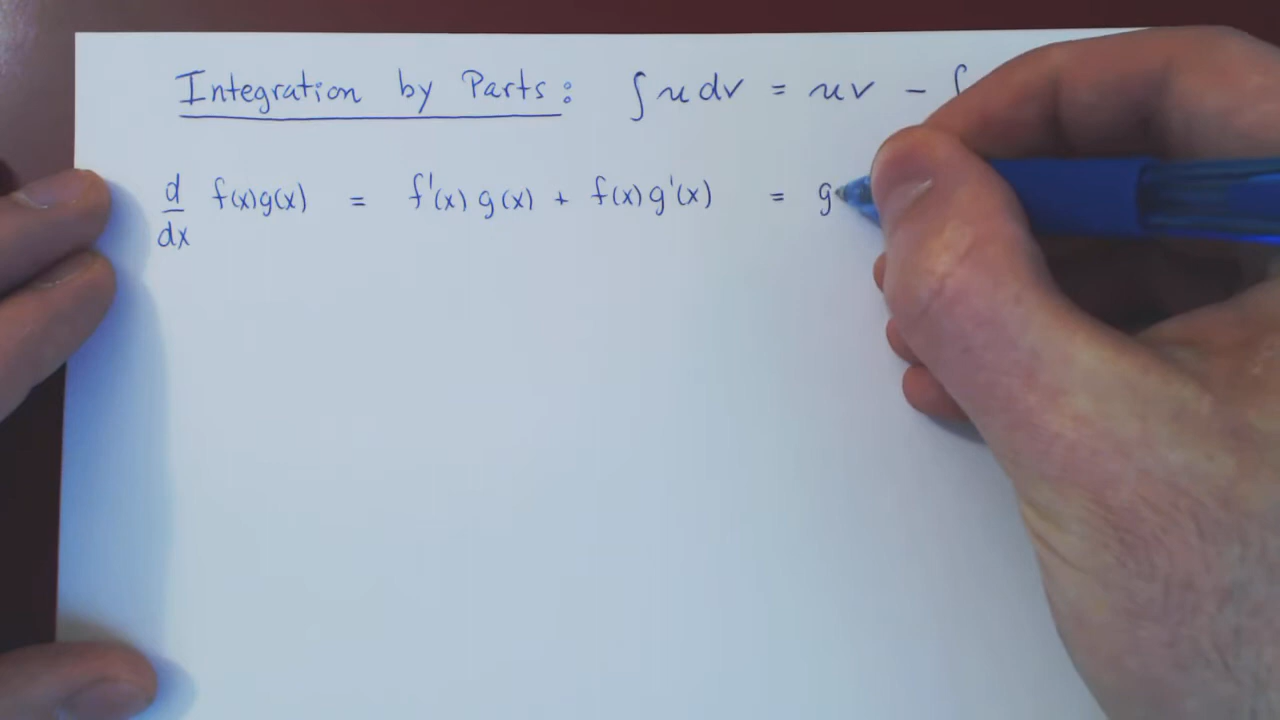 Integration by Parts: ∫ u dv = uv - ∫
d/dx f(x)g(x) = f'(x) g(x) + f(x) g'(x) = g